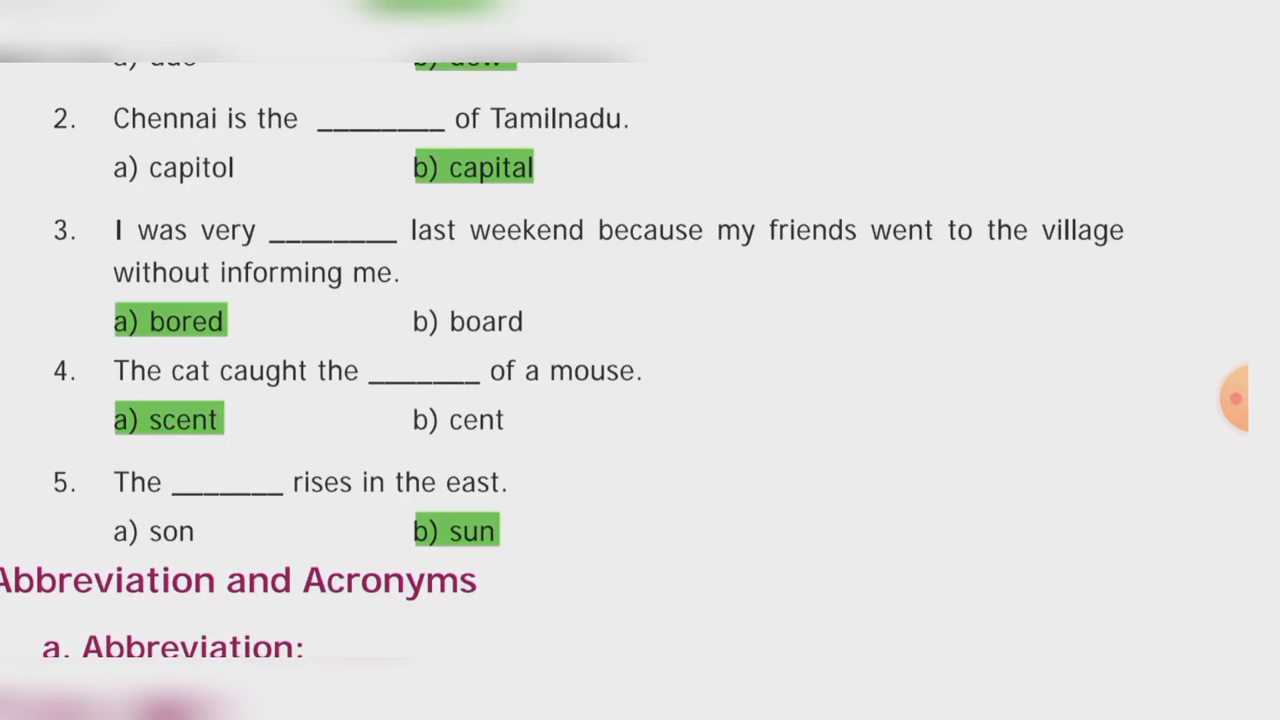 2. Chennai is the ________ of Tamilnadu.
a) capitol b) capital
3. I was very ________ last weekend because my friends went to the village
without informing me.
a) bored b) board
4. The cat caught the _______ of a mouse.
a) scent b) cent
5. The _______ rises in the east.
a) son b) sun
Abbreviation and Acronyms
a. Abbreviation: